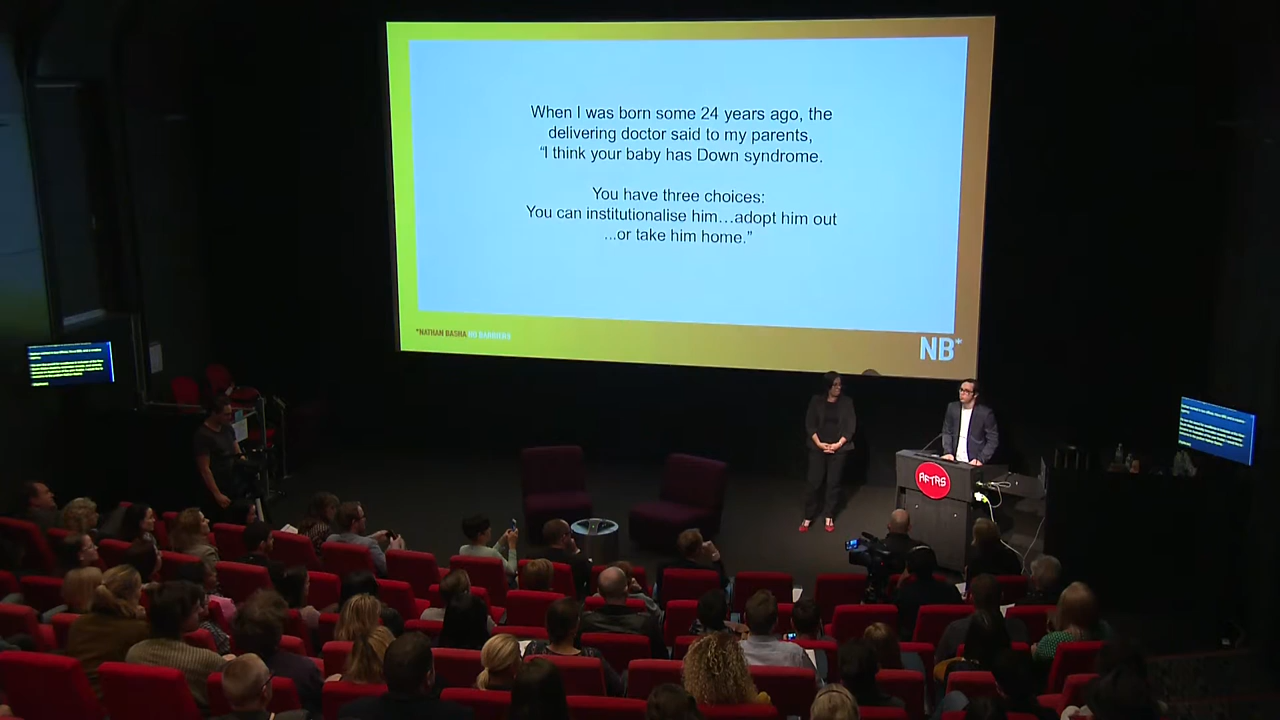 When I was born some 24 years ago, the
delivering doctor said to my parents,
“I think your baby has Down syndrome.
You have three choices:
You can institutionalise him…adopt him out
...or take him home.”
*NATHAN BASHA NO BARRIERS
NB*
AFTRS